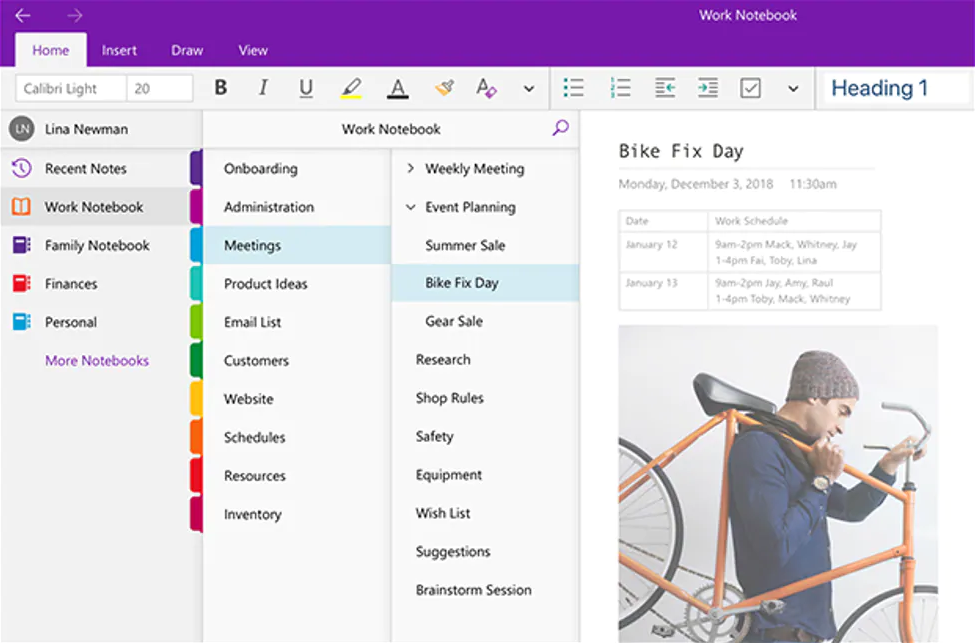 Work Notebook
Home Insert Draw View
Calibri Light 20 B I U A A Heading 1
LN Lina Newman
Recent Notes
Work Notebook
Family Notebook
Finances
Personal
More Notebooks
Work Notebook
Onboarding
Administration
Meetings
Product Ideas
Email List
Customers
Website
Schedules
Resources
Inventory
Weekly Meeting
Event Planning
Summer Sale
Bike Fix Day
Gear Sale
Research
Shop Rules
Safety
Equipment
Wish List
Suggestions
Brainstorm Session
Bike Fix Day
Monday, December 3, 2018 11:30am
Date Work Schedule
January 12 9am-2pm Mack, Whitney, Jay
1-4pm Fai, Toby, Lina
January 13 9am-2pm Jay, Amy, Raul
1-4pm Toby, Mack, Whitney